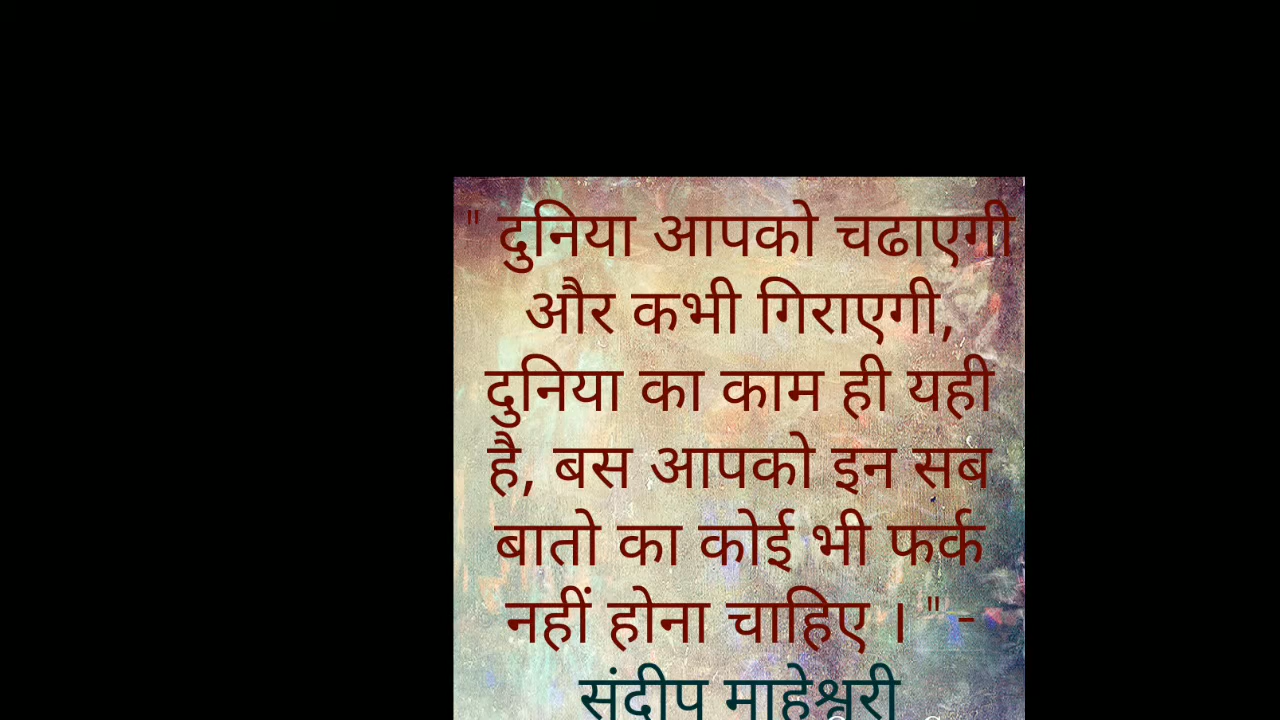 " दुनिया आपको चढाएगी
और कभी गिराएगी,
दुनिया का काम ही यही
है, बस आपको इन सब
बातो का कोई भी फर्क
नहीं होना चाहिए । " -
संदीप माहेश्वरी